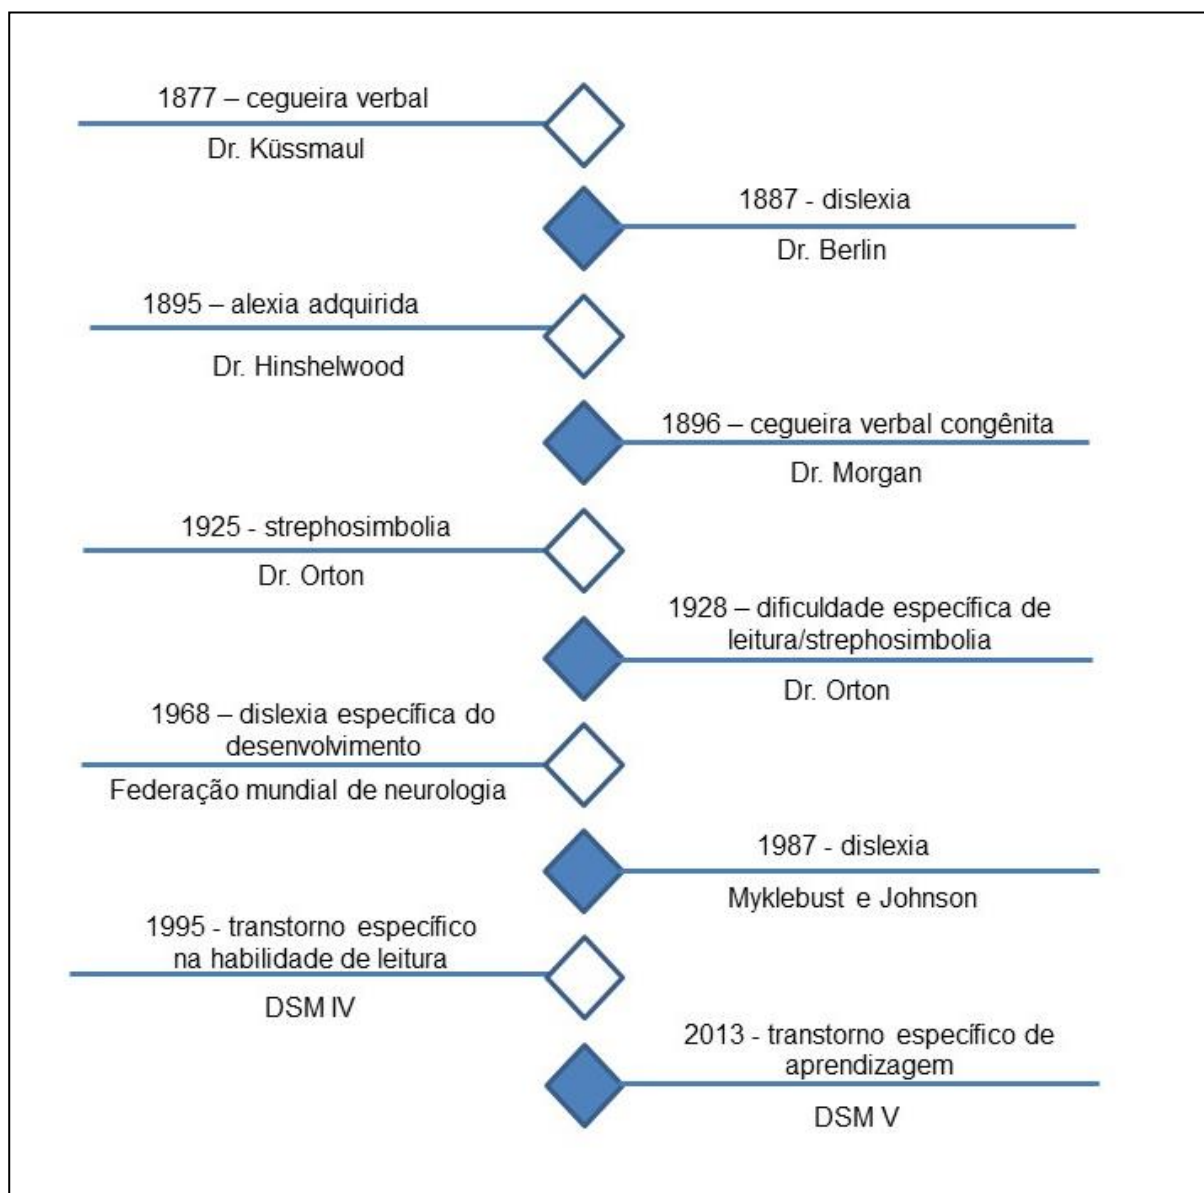 1877 – cegueira verbal
Dr. Küssmaul
1887 - dislexia
Dr. Berlin
1895 – alexia adquirida
Dr. Hinshelwood
1896 – cegueira verbal congênita
Dr. Morgan
1925 - strephosimbolia
Dr. Orton
1928 – dificuldade específica de
leitura/strephosimbolia
Dr. Orton
1968 – dislexia específica do
desenvolvimento
Federação mundial de neurologia
1987 - dislexia
Myklebust e Johnson
1995 - transtorno específico
na habilidade de leitura
DSM IV
2013 - transtorno específico de
aprendizagem
DSM V